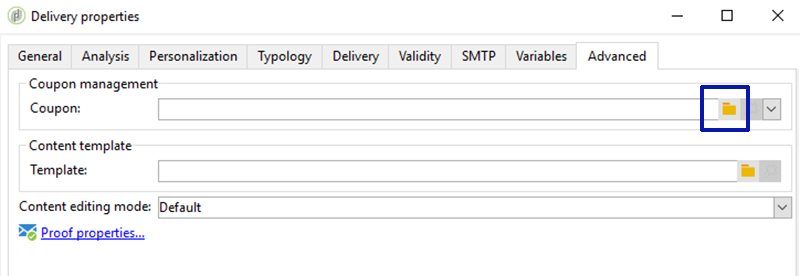 Delivery properties
General Analysis Personalization Typology Delivery Validity SMTP Variables Advanced
Coupon management
Coupon:
Content template
Template:
Content editing mode: Default
Proof properties...